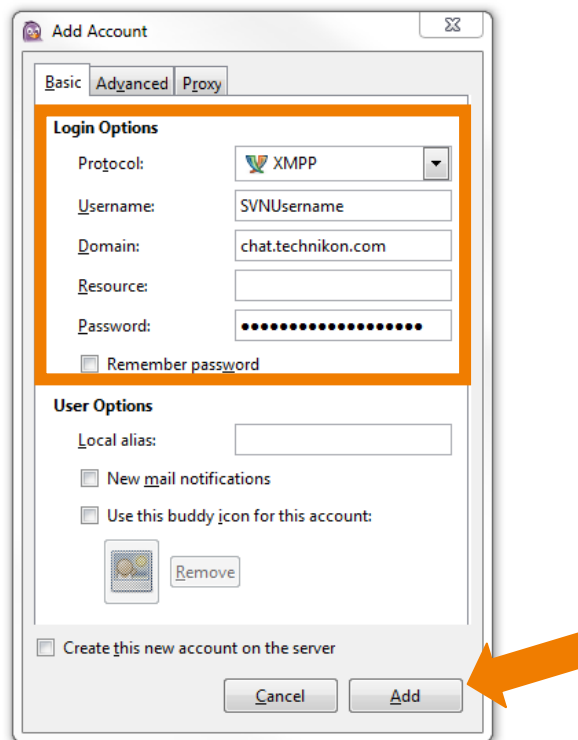 Add Account
Basic Advanced Proxy
Login Options
Protocol: XMPP
Username: SVNUsername
Domain: chat.technikon.com
Resource:
Password: ●●●●●●●●●●●●●●●●●●●
Remember password
User Options
Local alias:
New mail notifications
Use this buddy icon for this account:
Remove
Create this new account on the server
Cancel Add